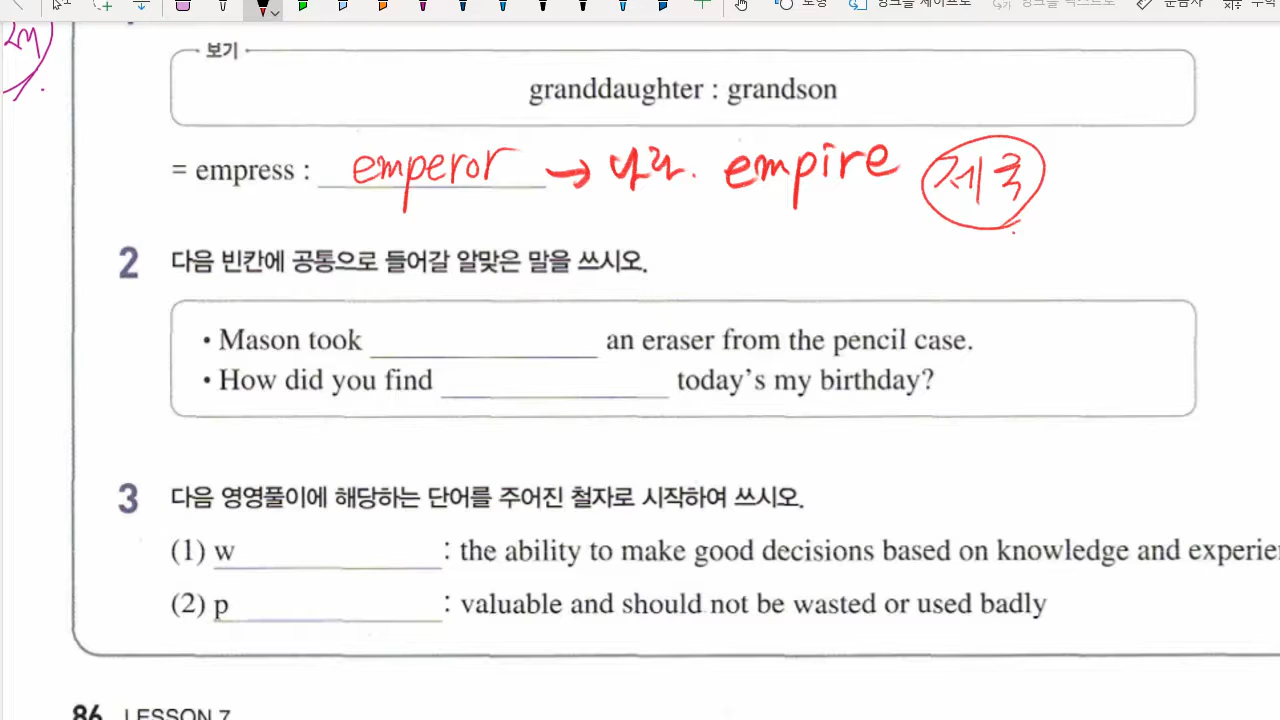 보기
granddaughter : grandson
= empress : emperor → 나라. empire 제국
2 다음 빈칸에 공통으로 들어갈 알맞은 말을 쓰시오.
• Mason took ____________ an eraser from the pencil case.
• How did you find ____________ today's my birthday?
3 다음 영영풀이에 해당하는 단어를 주어진 철자로 시작하여 쓰시오.
(1) w____________ : the ability to make good decisions based on knowledge and experien
(2) p____________ : valuable and should not be wasted or used badly
86 LESSON 7